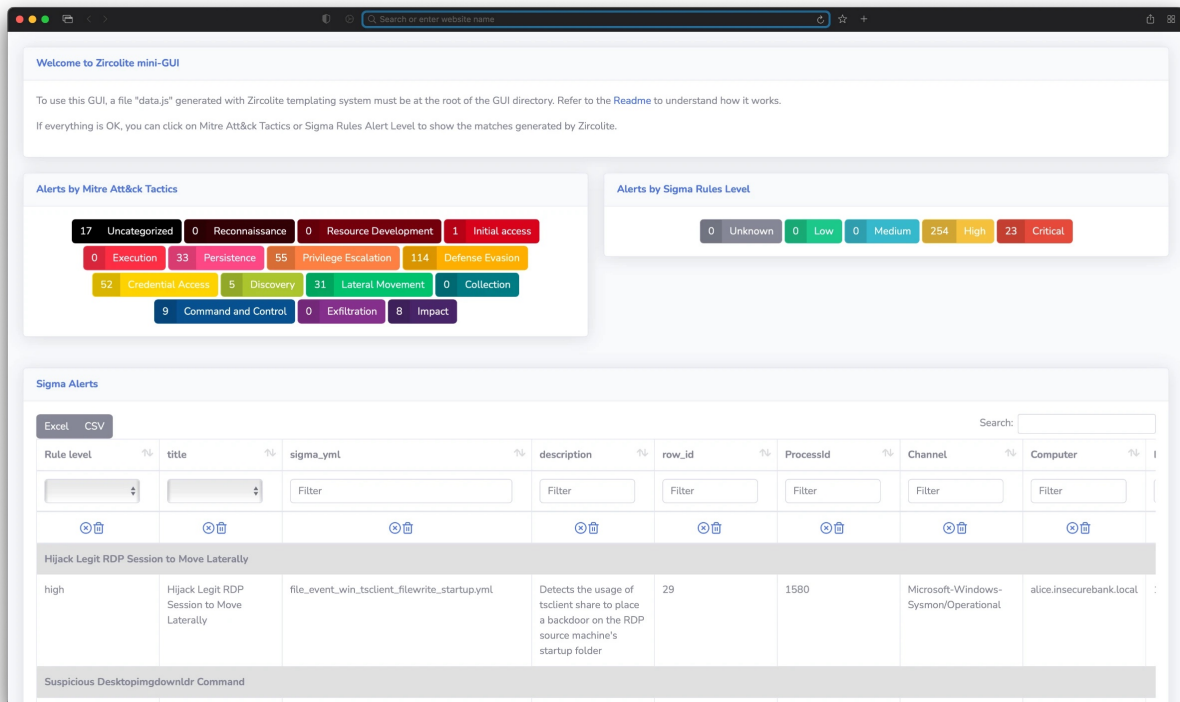 Search or enter website name
Welcome to Zircolite mini-GUI
To use this GUI, a file "data.js" generated with Zircolite templating system must be at the root of the GUI directory. Refer to the Readme to understand how it works.
If everything is OK, you can click on Mitre Att&ck Tactics or Sigma Rules Alert Level to show the matches generated by Zircolite.
Alerts by Mitre Att&ck Tactics
17 Uncategorized 0 Reconnaissance 0 Resource Development 1 Initial access
0 Execution 33 Persistence 55 Privilege Escalation 114 Defense Evasion
52 Credential Access 5 Discovery 31 Lateral Movement 0 Collection
9 Command and Control 0 Exfiltration 8 Impact
Alerts by Sigma Rules Level
0 Unknown 0 Low 0 Medium 254 High 23 Critical
Sigma Alerts
Excel CSV
Search:
Rule level title sigma_yml description row_id ProcessId Channel Computer
Filter Filter Filter Filter Filter Filter
Hijack Legit RDP Session to Move Laterally
high
Hijack Legit RDP
Session to Move
Laterally
file_event_win_tsclient_filewrite_startup.yml
Detects the usage of
tsclient share to place
a backdoor on the RDP
source machine's
startup folder
29
1580
Microsoft-Windows-
Sysmon/Operational
alice.insecurebank.local
Suspicious Desktopimgdownldr Command